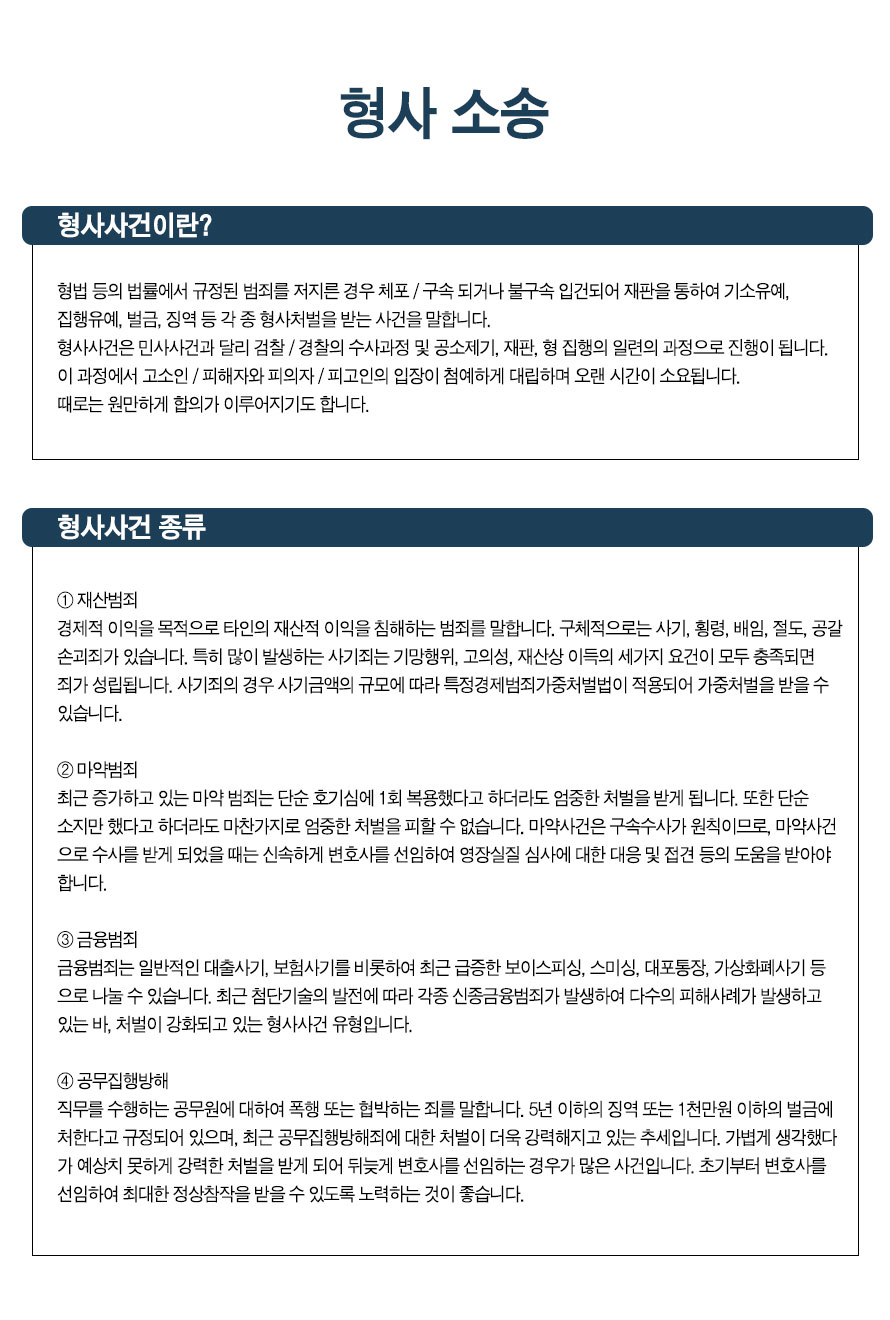 형사 소송
형사사건이란?
형법 등의 법률에서 규정된 범죄를 저지른 경우 체포 / 구속 되거나 불구속 입건되어 재판을 통하여 기소유예,
집행유예, 벌금, 징역 등 각 종 형사처벌을 받는 사건을 말합니다.
형사사건은 민사사건과 달리 검찰 / 경찰의 수사과정 및 공소제기, 재판, 형 집행의 일련의 과정으로 진행이 됩니다.
이 과정에서 고소인 / 피해자와 피의자 / 피고인의 입장이 첨예하게 대립하며 오랜 시간이 소요됩니다.
때로는 원만하게 합의가 이루어지기도 합니다.
형사사건 종류
① 재산범죄
경제적 이익을 목적으로 타인의 재산적 이익을 침해하는 범죄를 말합니다. 구체적으로는 사기, 횡령, 배임, 절도, 공갈
손괴죄가 있습니다. 특히 많이 발생하는 사기죄는 기망행위, 고의성, 재산상 이득의 세가지 요건이 모두 충족되면
죄가 성립됩니다. 사기죄의 경우 사기금액의 규모에 따라 특정경제범죄가중처벌법이 적용되어 가중처벌을 받을 수
있습니다.
② 마약범죄
최근 증가하고 있는 마약 범죄는 단순 호기심에 1회 복용했다고 하더라도 엄중한 처벌을 받게 됩니다. 또한 단순
소지만 했다고 하더라도 마찬가지로 엄중한 처벌을 피할 수 없습니다. 마약사건은 구속수사가 원칙이므로, 마약사건
으로 수사를 받게 되었을 때는 신속하게 변호사를 선임하여 영장실질 심사에 대한 대응 및 접견 등의 도움을 받아야
합니다.
③ 금융범죄
금융범죄는 일반적인 대출사기, 보험사기를 비롯하여 최근 급증한 보이스피싱, 스미싱, 대포통장, 가상화폐사기 등
으로 나눌 수 있습니다. 최근 첨단기술의 발전에 따라 각종 신종금융범죄가 발생하여 다수의 피해사례가 발생하고
있는 바, 처벌이 강화되고 있는 형사사건 유형입니다.
④ 공무집행방해
직무를 수행하는 공무원에 대하여 폭행 또는 협박하는 죄를 말합니다. 5년 이하의 징역 또는 1천만원 이하의 벌금에
처한다고 규정되어 있으며, 최근 공무집행방해죄에 대한 처벌이 더욱 강력해지고 있는 추세입니다. 가볍게 생각했다
가 예상치 못하게 강력한 처벌을 받게 되어 뒤늦게 변호사를 선임하는 경우가 많은 사건입니다. 초기부터 변호사를
선임하여 최대한 정상참작을 받을 수 있도록 노력하는 것이 좋습니다.